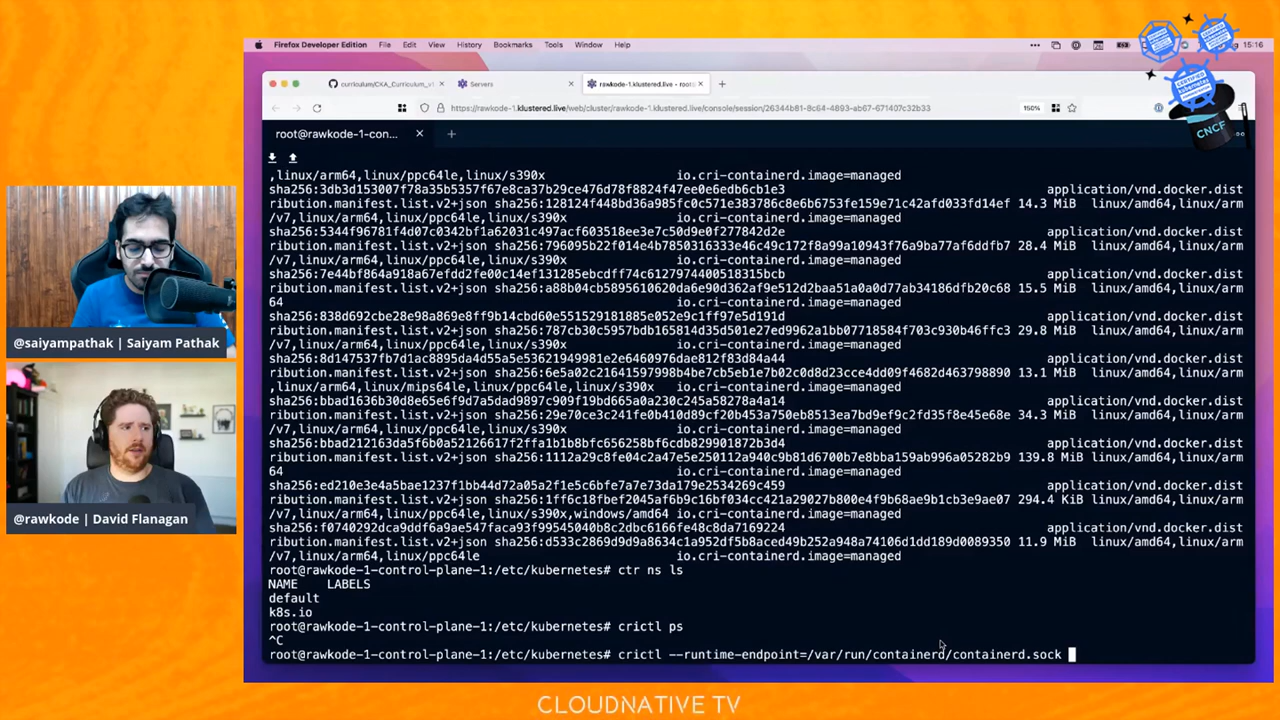 Firefox Developer Edition File Edit View History Bookmarks Tools Window Help
15:16
curriculum/CKA_Curriculum_v1
Servers
rawkode-1.klustered.live • root@
https://rawkode-1.klustered.live/web/cluster/rawkode-1.klustered.live/console/session/26344b81-8c64-4893-ab67-671407c32b33
150%
CNCF
root@rawkode-1-con...
,linux/arm64,linux/ppc64le,linux/s390x io.cri-containerd.image=managed
sha256:3db3d153007f78a35b5357f67e8ca37b29ce476d78f8824f47ee0e6edb6cb1e3 application/vnd.docker.dist
ribution.manifest.list.v2+json sha256:128124f448bd36a985fc0c571e383786c8e6b6753fe159e71c42afd033fd14ef 14.3 MiB linux/amd64,linux/arm
/v7,linux/arm64,linux/ppc64le,linux/s390x io.cri-containerd.image=managed
sha256:5344f96781f4d07c0342bf1a62031c497acf603518ee3c50d9e0f277842d2e application/vnd.docker.dist
ribution.manifest.list.v2+json sha256:796095b22f014e4b7850316333e46c49c172f8a99a10943f76a9ba77af6ddfb7 28.4 MiB linux/amd64,linux/arm
/v7,linux/arm64,linux/ppc64le,linux/s390x io.cri-containerd.image=managed
sha256:7e44bf864a918a67efdd2fe00c14ef131285ebcdff74c6127974400518315bcb application/vnd.docker.dist
ribution.manifest.list.v2+json sha256:a88b04cb5895610620da6e90d362af9e512d2baa51a0a0d77ab34186dfb20c68 15.5 MiB linux/amd64,linux/arm
64 io.cri-containerd.image=managed
sha256:838d692cbe28e98a869e8ff9b14cbd60e551529181885e052e9c1ff97e5d191d application/vnd.docker.dist
ribution.manifest.list.v2+json sha256:787cb30c5957bdb165814d35d501e27ed9962a1bb07718584f703c930b46ffc3 29.8 MiB linux/amd64,linux/arm
/v7,linux/arm64,linux/ppc64le,linux/s390x io.cri-containerd.image=managed
sha256:8d147537fb7d1ac8895da4d55a5e53621949981e2e6460976dae812f83d84a44 application/vnd.docker.dist
ribution.manifest.list.v2+json sha256:6e5a02c21641597998b4be7cb5eb1e7b02c0d8d23cce4dd09f4682d463798890 13.1 MiB linux/amd64,linux/arm
,linux/arm64,linux/mips64le,linux/ppc64le,linux/s390x io.cri-containerd.image=managed
sha256:bbad1636b30d8e65e6f9d7a5dad9897c909f19bd665a0a230c245a58278a4a14 application/vnd.docker.dist
ribution.manifest.list.v2+json sha256:29e70ce3c241fe0b410d89cf20b453a750eb8513ea7bd9ef9c2fd35f8e45e68e 34.3 MiB linux/amd64,linux/arm
/v7,linux/arm64,linux/ppc64le,linux/s390x io.cri-containerd.image=managed
sha256:bbad212163da5f6b0a52126617f2ffa1b1b8bfc656258bf6cdb829901872b3d4 application/vnd.docker.dist
ribution.manifest.list.v2+json sha256:1112a29c8fe04c2a47e5e250112a940c9b81d6700b7e8bba159ab996a05282b9 139.8 MiB linux/amd64,linux/arm
64 io.cri-containerd.image=managed
sha256:ed210e3e4a5bae1237f1bb44d72a05a2f1e5c6bfe7a7e73da179e2534269c459 application/vnd.docker.dist
ribution.manifest.list.v2+json sha256:1ff6c18fbef2045af6b9c16bf034cc421a29027b800e4f9b68ae9b1cb3e9ae07 294.4 KiB linux/amd64,linux/arm
/v7,linux/arm64,linux/ppc64le,linux/s390x,windows/amd64 io.cri-containerd.image=managed
sha256:f0740292dca9ddf6a9ae547faca93f99545040b8c2dbc6166fe48c8da7169224 application/vnd.docker.dist
ribution.manifest.list.v2+json sha256:d533c2869d9d9a8634c1a952df5b8aced49b252a948a74106d1dd189d0089350 11.9 MiB linux/amd64,linux/arm
/v7,linux/arm64,linux/ppc64le io.cri-containerd.image=managed
root@rawkode-1-control-plane-1:/etc/kubernetes# ctr ns ls
NAME LABELS
default
k8s.io
root@rawkode-1-control-plane-1:/etc/kubernetes# crictl ps
^C
root@rawkode-1-control-plane-1:/etc/kubernetes# crictl --runtime-endpoint=/var/run/containerd/containerd.sock
@saiyampathak | Saiyam Pathak
@rawkode | David Flanagan
CLOUDNATIVE TV